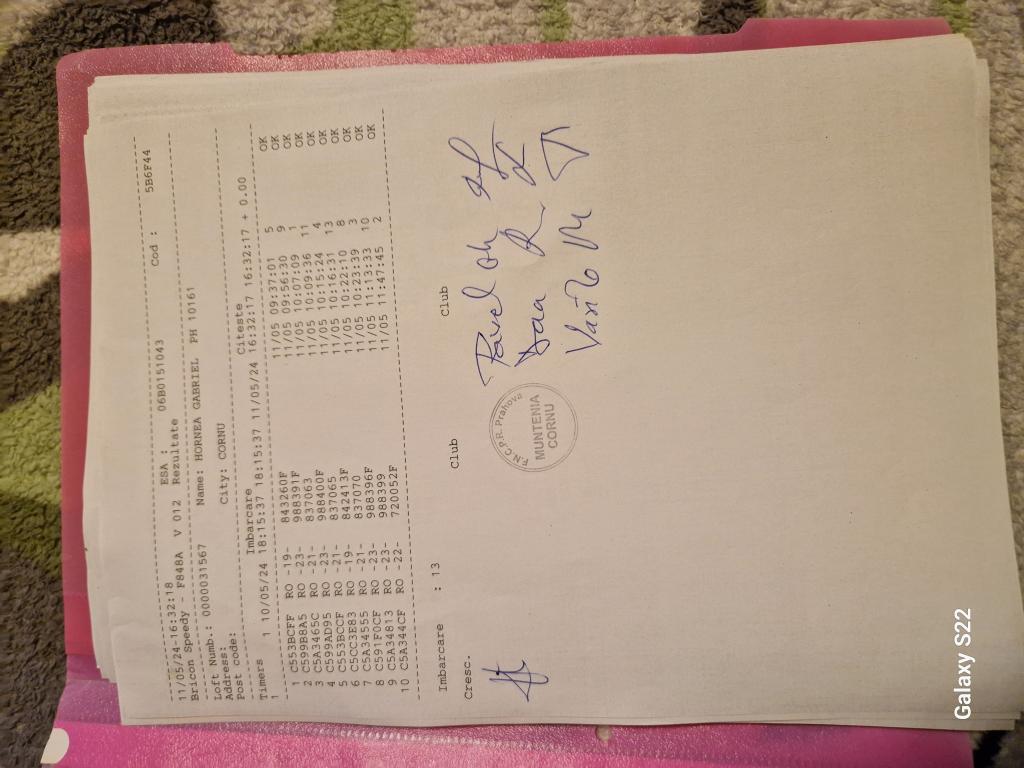 11/05/24-16:32:18 ESA : 06B0151043 Cod : 5B6F44
Bricon Speedy - F848A V 012 Rezultate
Loft Numb.: 0000031567 Name: HORNEA GABRIEL PH 10161
Address:
Post code: City: CORNU
Imbarcare Citeste
Timers 1 10/05/24 18:15:37 18:15:37 11/05/24 16:32:17 16:32:17 + 0.00
1
1 C553BCFF RO -19- 843260F 11/05 09:37:01 5 OK
2 C599B8A5 RO -23- 988391F 11/05 09:56:30 9 OK
3 C5A3465C RO -21- 837063 11/05 10:07:09 1 OK
4 C599AD95 RO -23- 988400F 11/05 10:09:36 11 OK
5 C553BCCF RO -21- 837065 11/05 10:15:24 4 OK
6 C5CC3E83 RO -19- 842413F 11/05 10:16:31 13 OK
7 C5A34555 RO -21- 837070 11/05 10:22:10 8 OK
8 C591F0CF RO -23- 988396F 11/05 10:23:39 3 OK
9 C5A34813 RO -23- 988399 11/05 11:13:33 10 OK
10 C5A344CF RO -22- 720052F 11/05 11:47:45 2 OK
Imbarcare : 13
Cresc. Club Club
Pavel
F.N.C.P.R. Prahova
MUNTENIA
CORNU
Galaxy S22